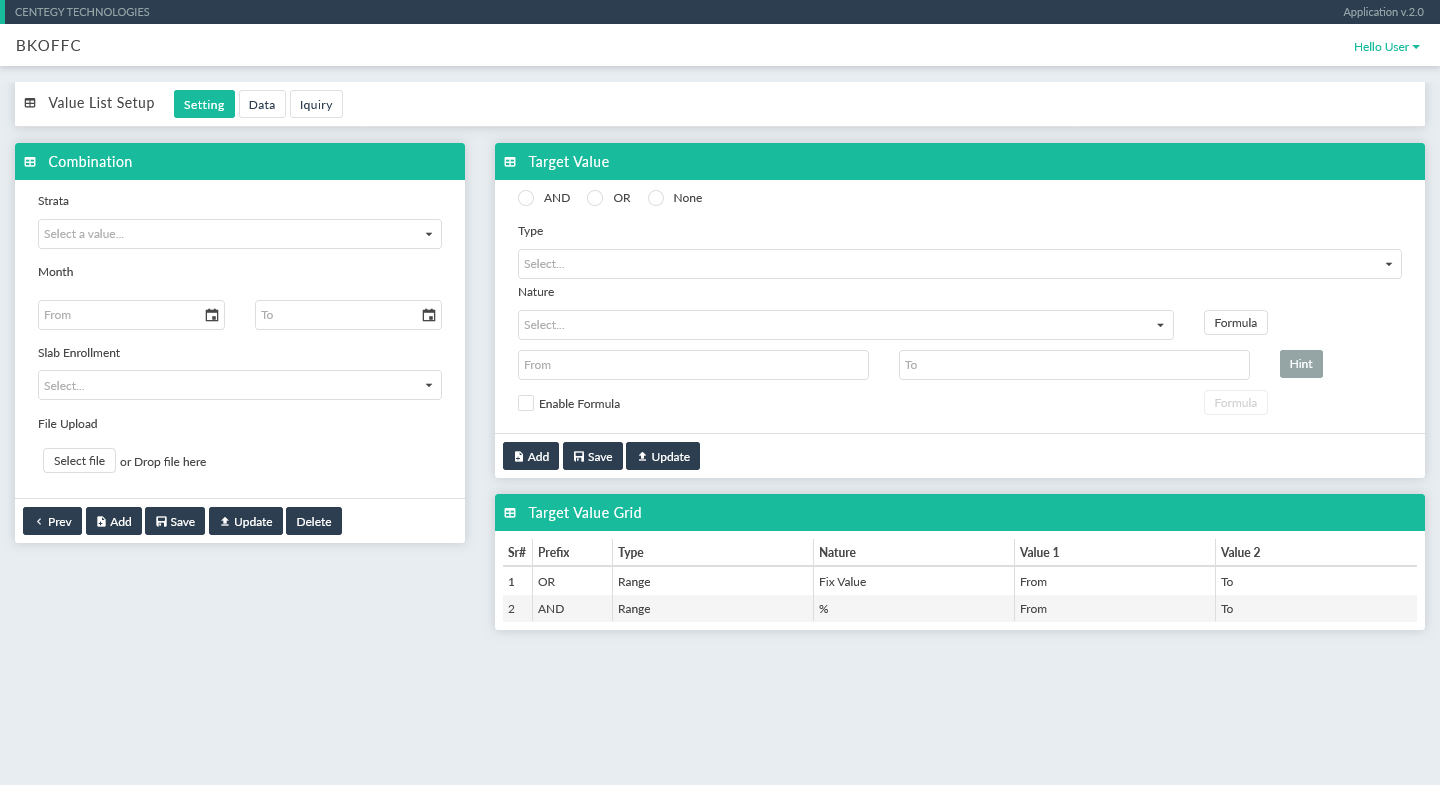 CENTEGY TECHNOLOGIES Application v.2.0
BKOFFC Hello User
Value List Setup Setting Data Iquiry
Combination
Strata
Select a value...
Month
From To
Slab Enrollment
Select...
File Upload
Select file or Drop file here
Prev Add Save Update Delete
Target Value
AND OR None
Type
Select...
Nature
Select... Formula
From To Hint
Enable Formula Formula
Add Save Update
Target Value Grid
Sr# Prefix Type Nature Value 1 Value 2
1 OR Range Fix Value From To
2 AND Range % From To